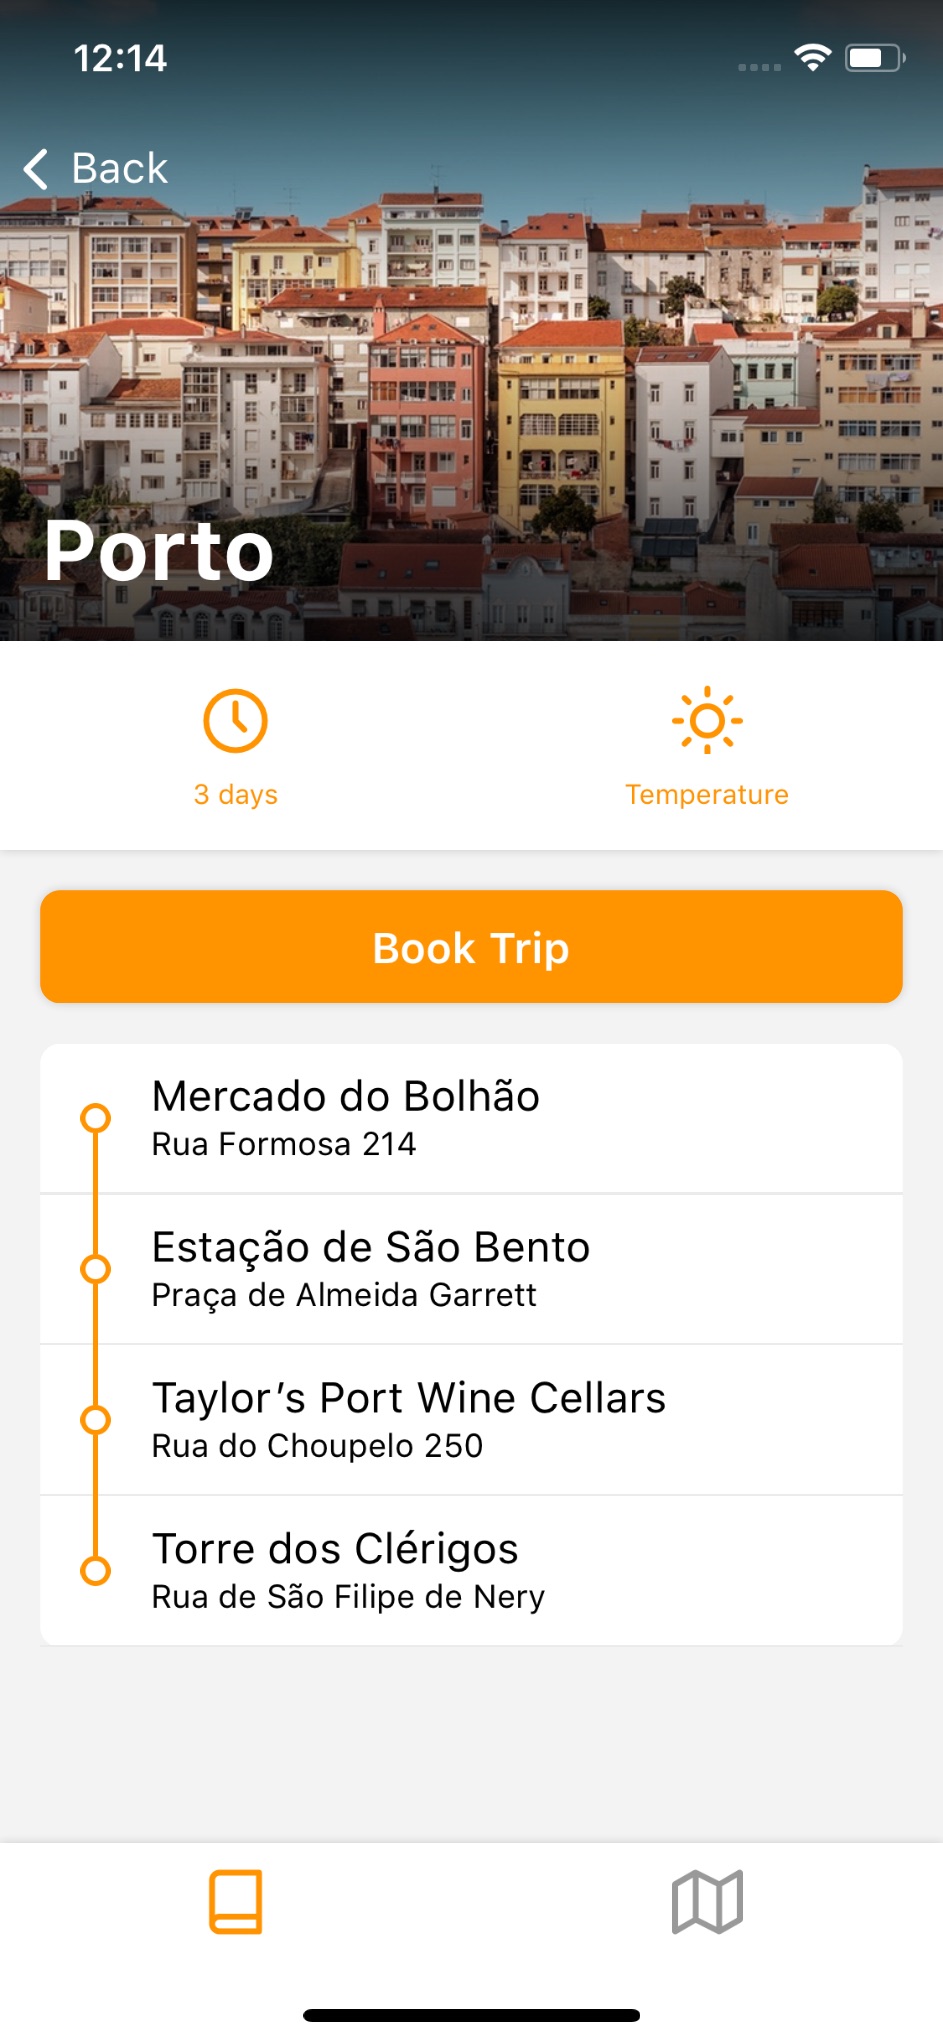 12:14
Back
Porto
3 days
Temperature
Book Trip
Mercado do Bolhão
Rua Formosa 214
Estação de São Bento
Praça de Almeida Garrett
Taylor’s Port Wine Cellars
Rua do Choupelo 250
Torre dos Clérigos
Rua de São Filipe de Nery